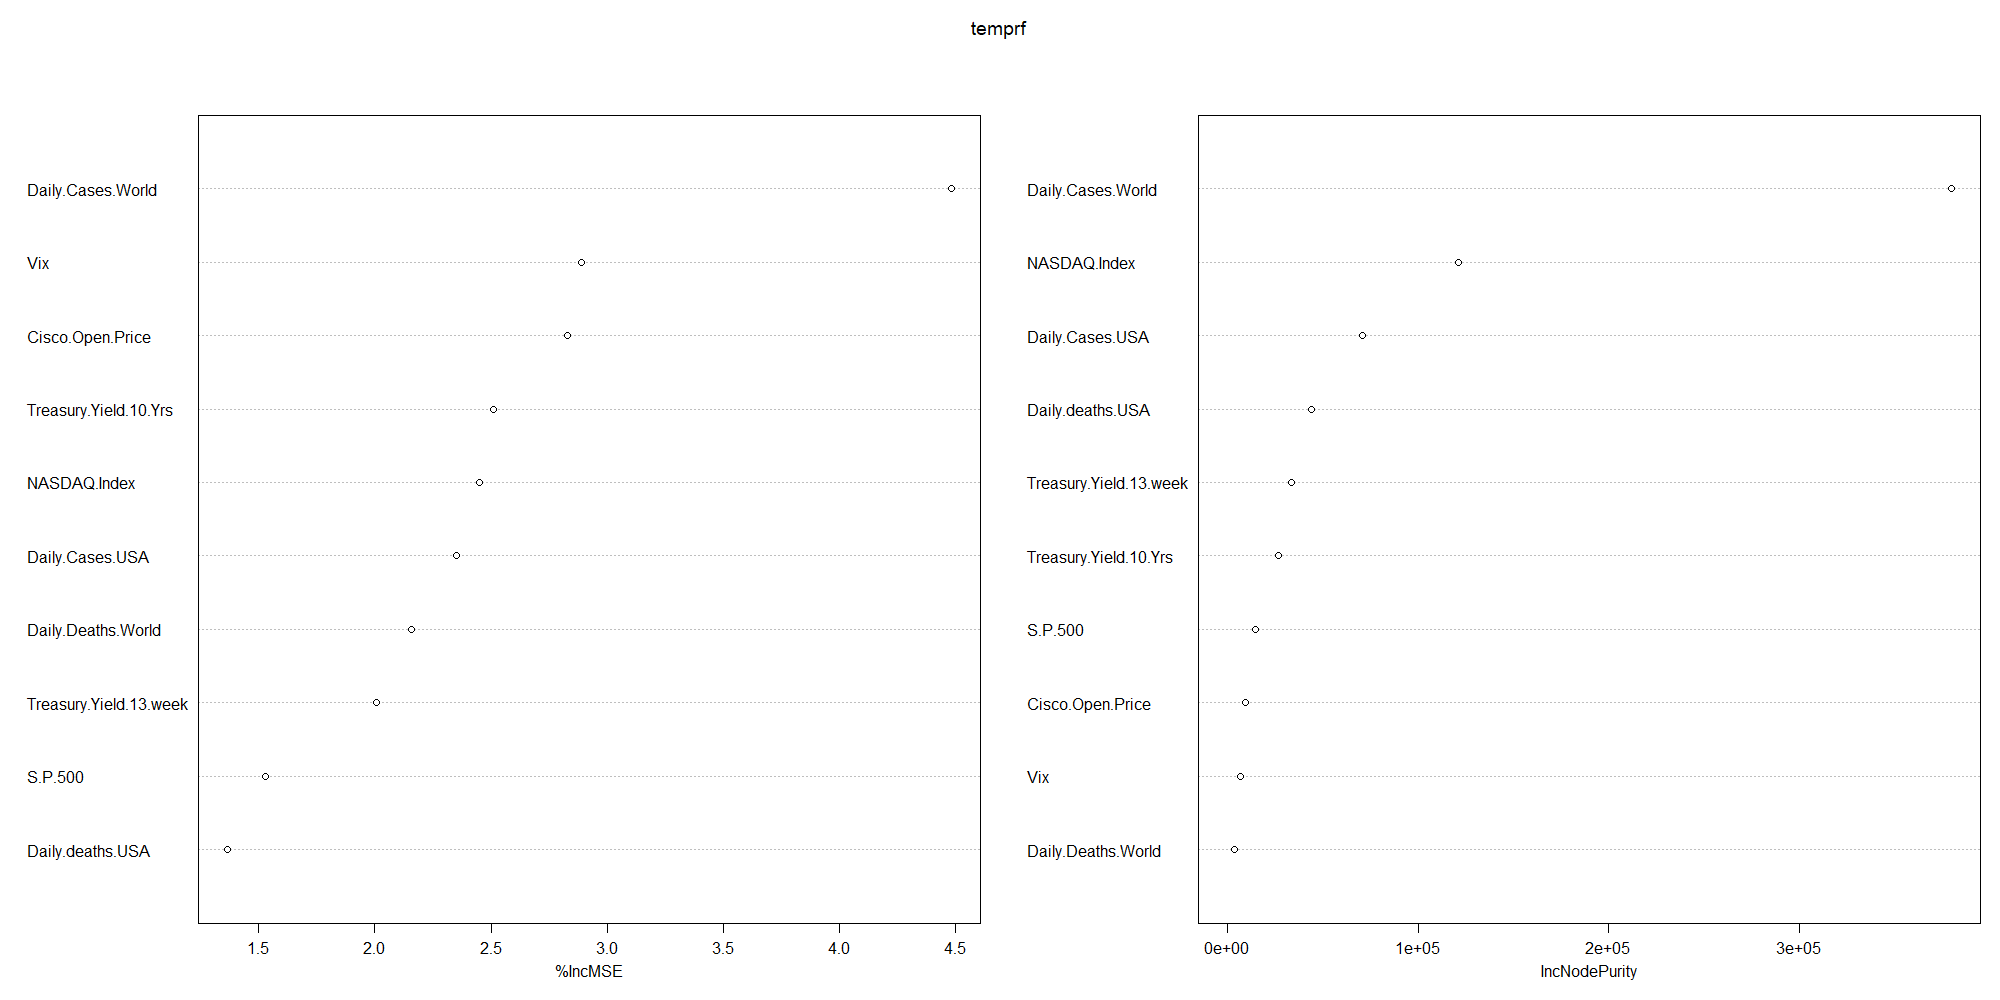 temprf
Daily.Cases.World
Vix
Cisco.Open.Price
Treasury.Yield.10.Yrs
NASDAQ.Index
Daily.Cases.USA
Daily.Deaths.World
Treasury.Yield.13.week
S.P.500
Daily.deaths.USA
1.5 2.0 2.5 3.0 3.5 4.0 4.5
%IncMSE
Daily.Cases.World
NASDAQ.Index
Daily.Cases.USA
Daily.deaths.USA
Treasury.Yield.13.week
Treasury.Yield.10.Yrs
S.P.500
Cisco.Open.Price
Vix
Daily.Deaths.World
0e+00 1e+05 2e+05 3e+05
IncNodePurity